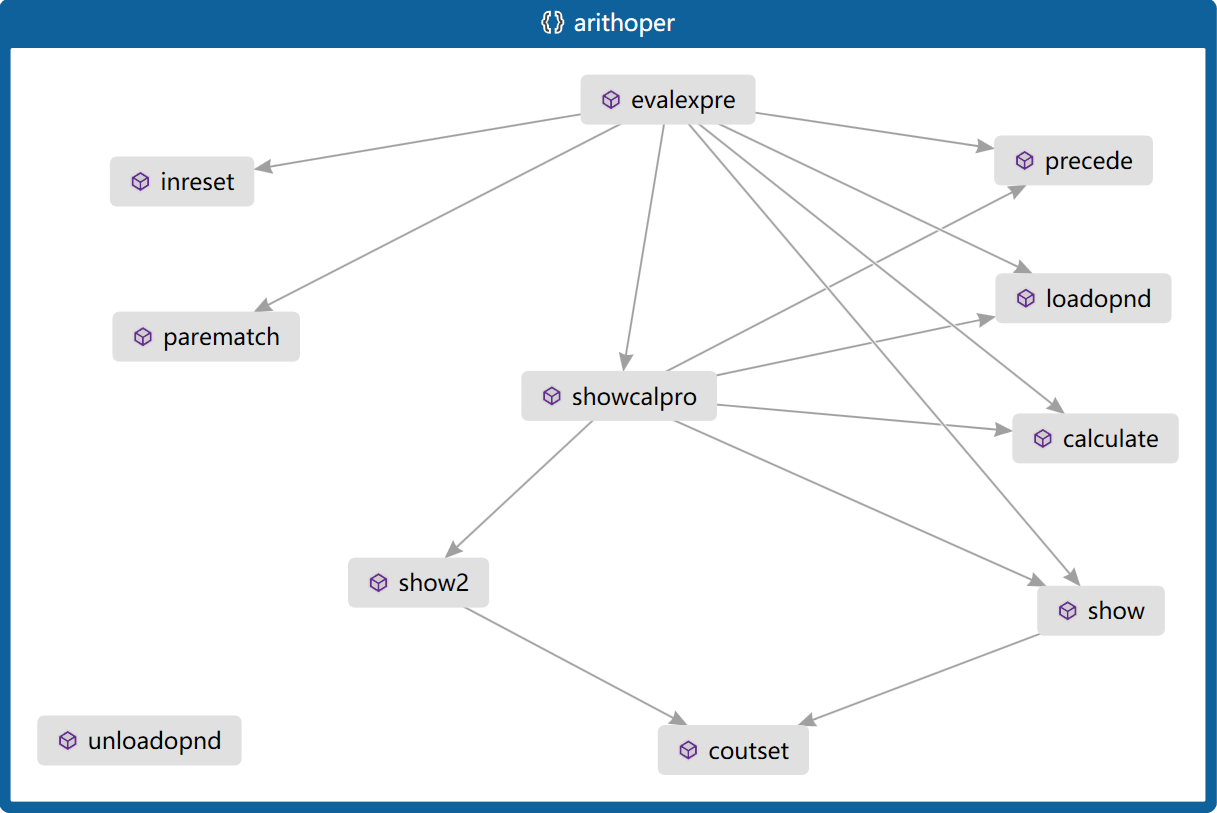 arithoper
evalexpre
precede
inreset
loadopnd
parematch
showcalpro
calculate
show2
show
unloadopnd
coutset